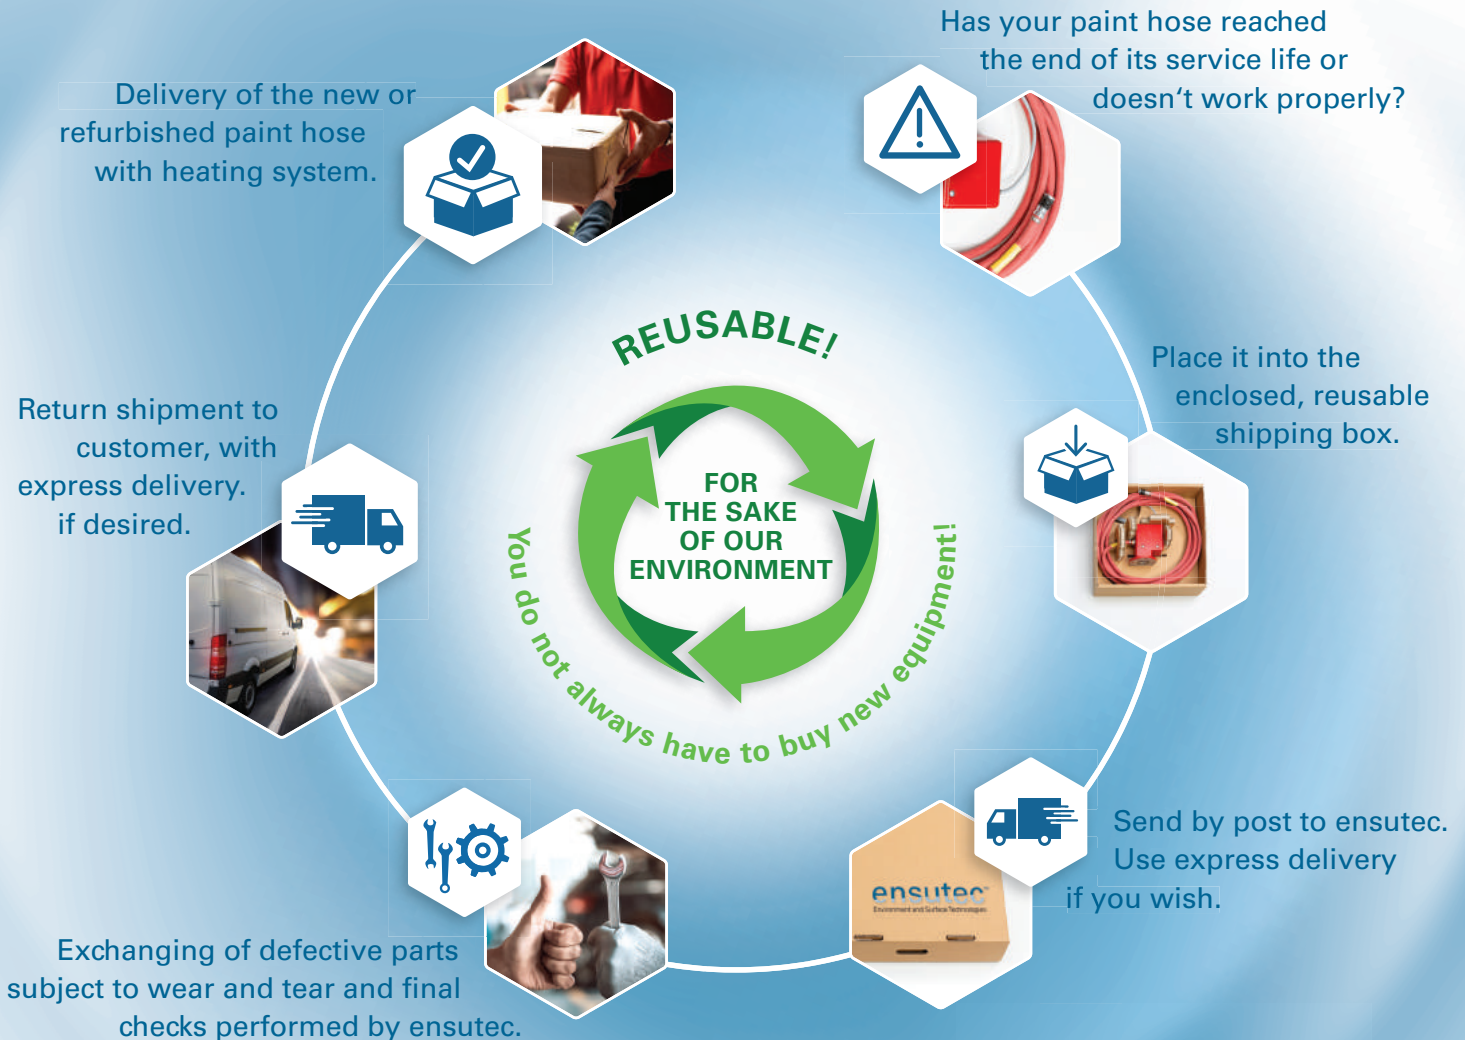 Has your paint hose reached
the end of its service life or
doesn‘t work properly?
Place it into the
enclosed, reusable
shipping box.
Send by post to ensutec.
Use express delivery
if you wish.
ensutec
Environment and Surface Technologies
Exchanging of defective parts
subject to wear and tear and final
checks performed by ensutec.
Return shipment to
customer, with
express delivery.
if desired.
Delivery of the new or
refurbished paint hose
with heating system.
REUSABLE!
FOR
THE SAKE
OF OUR
ENVIRONMENT
You do not always have to buy new equipment!